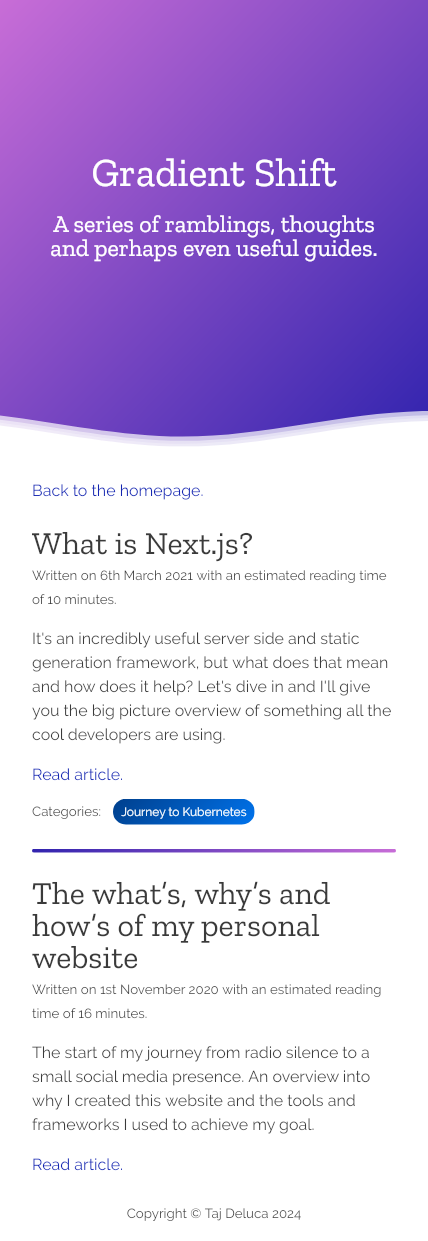 Gradient Shift
A series of ramblings, thoughts
and perhaps even useful guides.
Back to the homepage.
What is Next.js?
Written on 6th March 2021 with an estimated reading time
of 10 minutes.
It's an incredibly useful server side and static
generation framework, but what does that mean
and how does it help? Let's dive in and I'll give
you the big picture overview of something all the
cool developers are using.
Read article.
Categories: Journey to Kubernetes
The what's, why's and
how's of my personal
website
Written on 1st November 2020 with an estimated reading
time of 16 minutes.
The start of my journey from radio silence to a
small social media presence. An overview into
why I created this website and the tools and
frameworks I used to achieve my goal.
Read article.
Copyright © Taj Deluca 2024